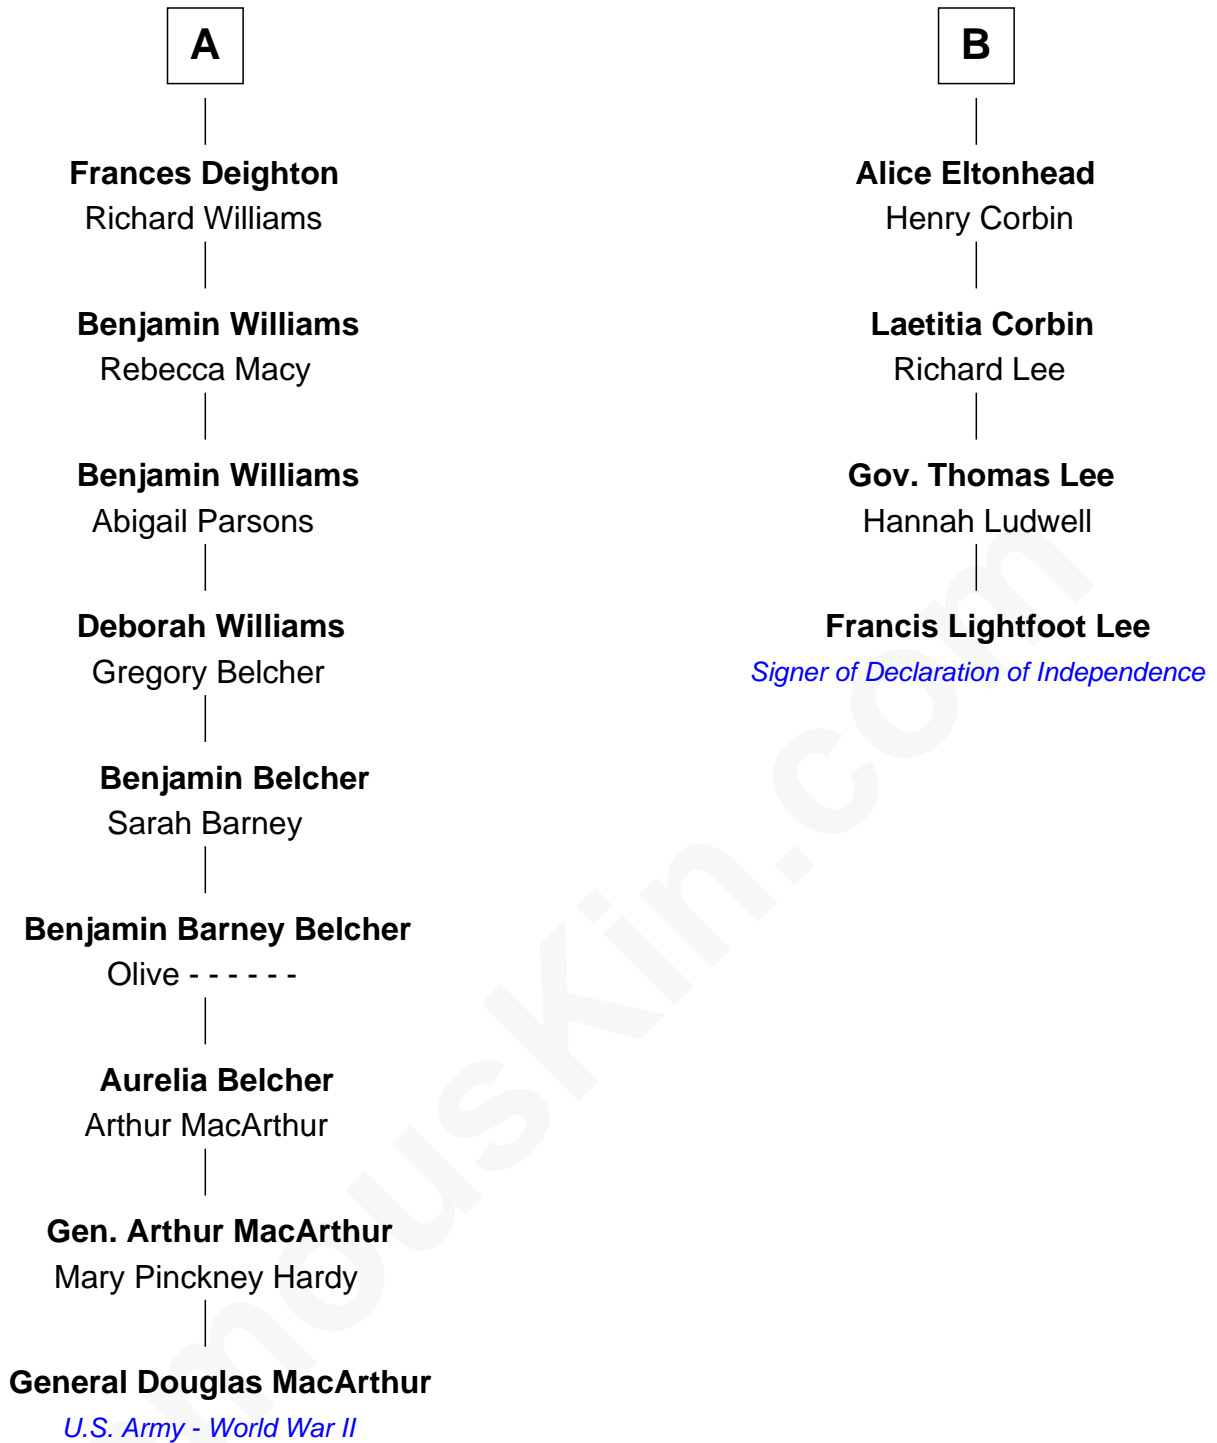 A
Frances Deighton
Richard Williams
Benjamin Williams
Rebecca Macy
Benjamin Williams
Abigail Parsons
Deborah Williams
Gregory Belcher
Benjamin Belcher
Sarah Barney
Benjamin Barney Belcher
Olive - - - - - -
Aurelia Belcher
Arthur MacArthur
Gen. Arthur MacArthur
Mary Pinckney Hardy
General Douglas MacArthur
U.S. Army - World War II
B
Alice Eltonhead
Henry Corbin
Laetitia Corbin
Richard Lee
Gov. Thomas Lee
Hannah Ludwell
Francis Lightfoot Lee
Signer of Declaration of Independence
mousKin.com